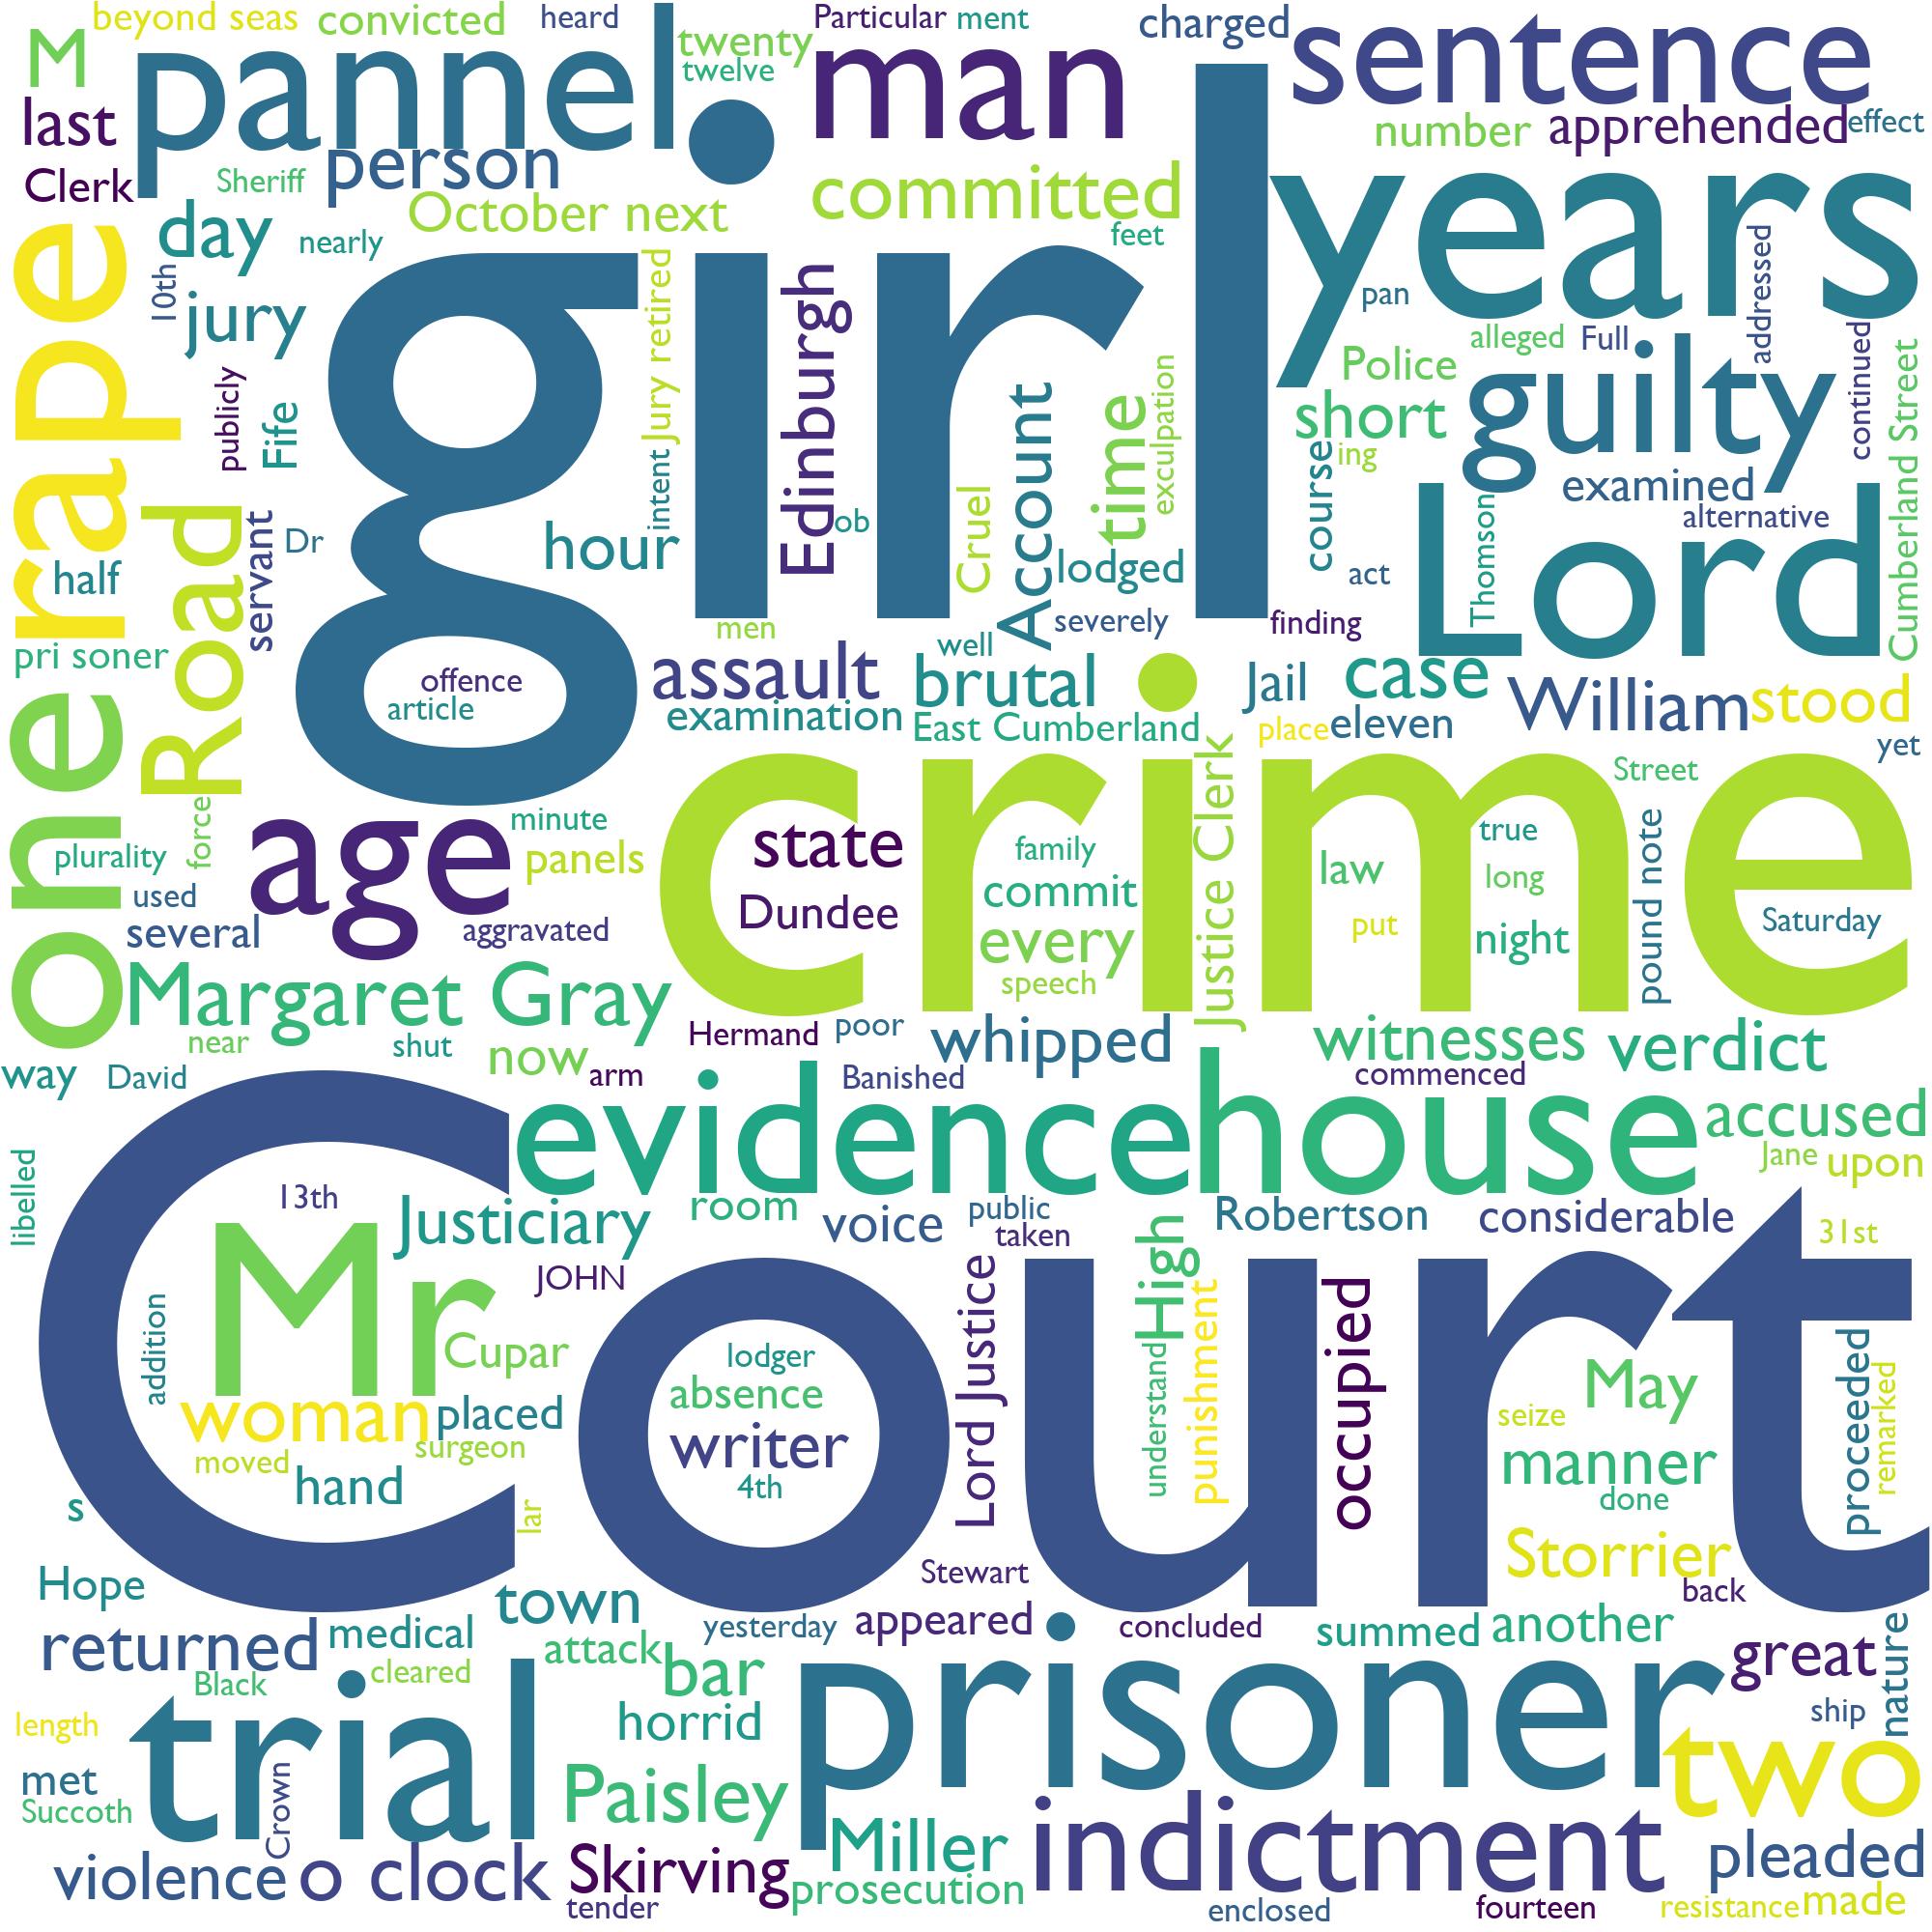 beyond seas
convicted
heard
Particular
ment
charged
M
pannel
twenty
twelve
man
sentence
last
number
apprehended
effect
Clerk
Sheriff
person
committed
years
October next
day
nearly
feet
addressed
rape
10th
jury
girl
Jury retired
Edinburgh
pan
alleged
Full
continued
Cumberland Street
publicly
Fife
Account
time
exculpation
Police
short
guilty
intent
course
ing
examined
Road
servant
Dr
hour
ob
Cruel
lodged
act
alternative
Thomson
Lord
half
men
severely
finding
pri soner
well
offence
article
assault
examination
brutal
East Cumberland
Jail
case
place
eleven
William
stood
yet
one
age
minute
panels
crime
Justice Clerk
Street
force
plurality
used
several
aggravated
state
Dundee
family
commit
every
speech
law
put
true
long
night
pound note
Saturday
Margaret Gray
near
shut
now
arm
Hermand
poor
Banished
whipped
witnesses
commenced
verdict
way
David
evidence
house
accused
Jane
upon
libelled
13th
Justiciary
room
voice
public
taken
High
Robertson
considerable
31st
Court
Mr
JOHN
Cupar
addition
woman
placed
moved
surgeon
hand
s
lar
lodger
absence
writer
4th
Lord Justice
understand
punishment
occupied
May
seize
manner
done
proceeded
remarked
Storrier
back
Hope
town
Stewart
returned
medical
attack
yesterday
appeared
concluded
summed
another
great
nature
Black
cleared
bar
horrid
ship
length
trial
prisoner
two
met
Succoth
Crown
Paisley
Miller
indictment
pleaded
violence
o clock
Skirving
tender
prosecution
enclosed
fourteen
resistance
made